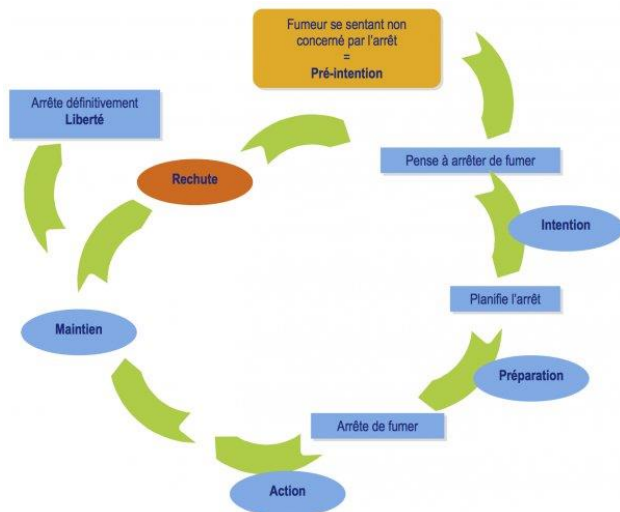 Fumeur se sentant non
concerné par l'arrêt
=
Pré-intention
Pense à arrêter de fumer
Intention
Planifie l'arrêt
Préparation
Arrête de fumer
Action
Maintien
Rechute
Arrête définitivement
Liberté